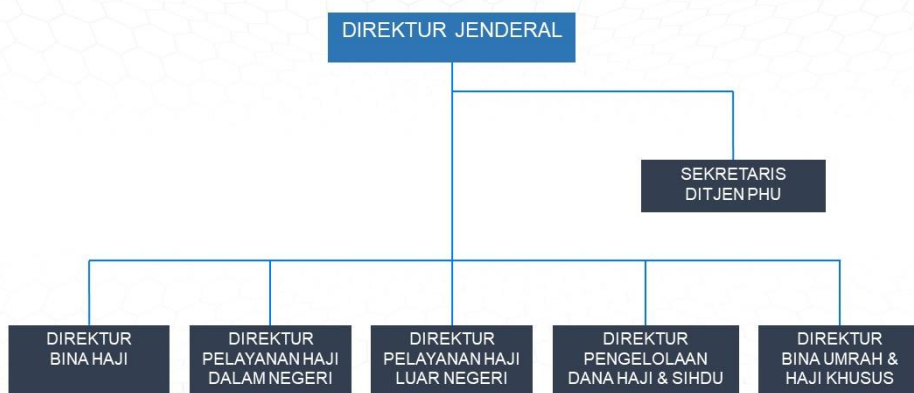 DIREKTUR JENDERAL
SEKRETARIS
DITJEN PHU
DIREKTUR
BINA HAJI
DIREKTUR
PELAYANAN HAJI
DALAM NEGERI
DIREKTUR
PELAYANAN HAJI
LUAR NEGERI
DIREKTUR
PENGELOLAAN
DANA HAJI & SIHDU
DIREKTUR
BINA UMRAH &
HAJI KHUSUS